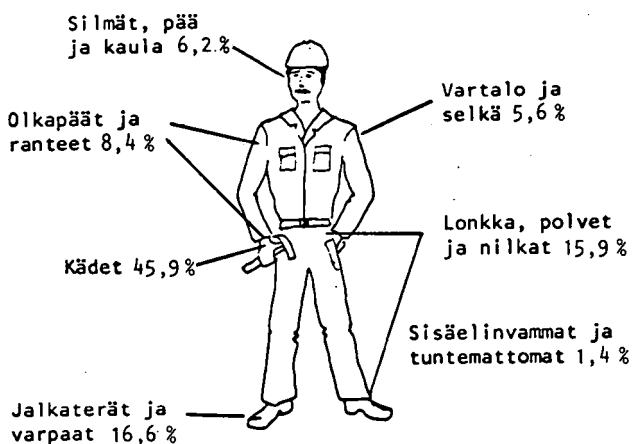 Silmät, pää
ja kaula 6,2 %
Vartalo ja
selkä 5,6 %
Olkapäät ja
ranteet 8,4 %
Lonkka, polvet
ja nilkat 15,9 %
Kädet 45,9 %
Sisäelinvammat ja
tuntemattomat 1,4 %
Jalkaterät ja
varpaat 16,6 %